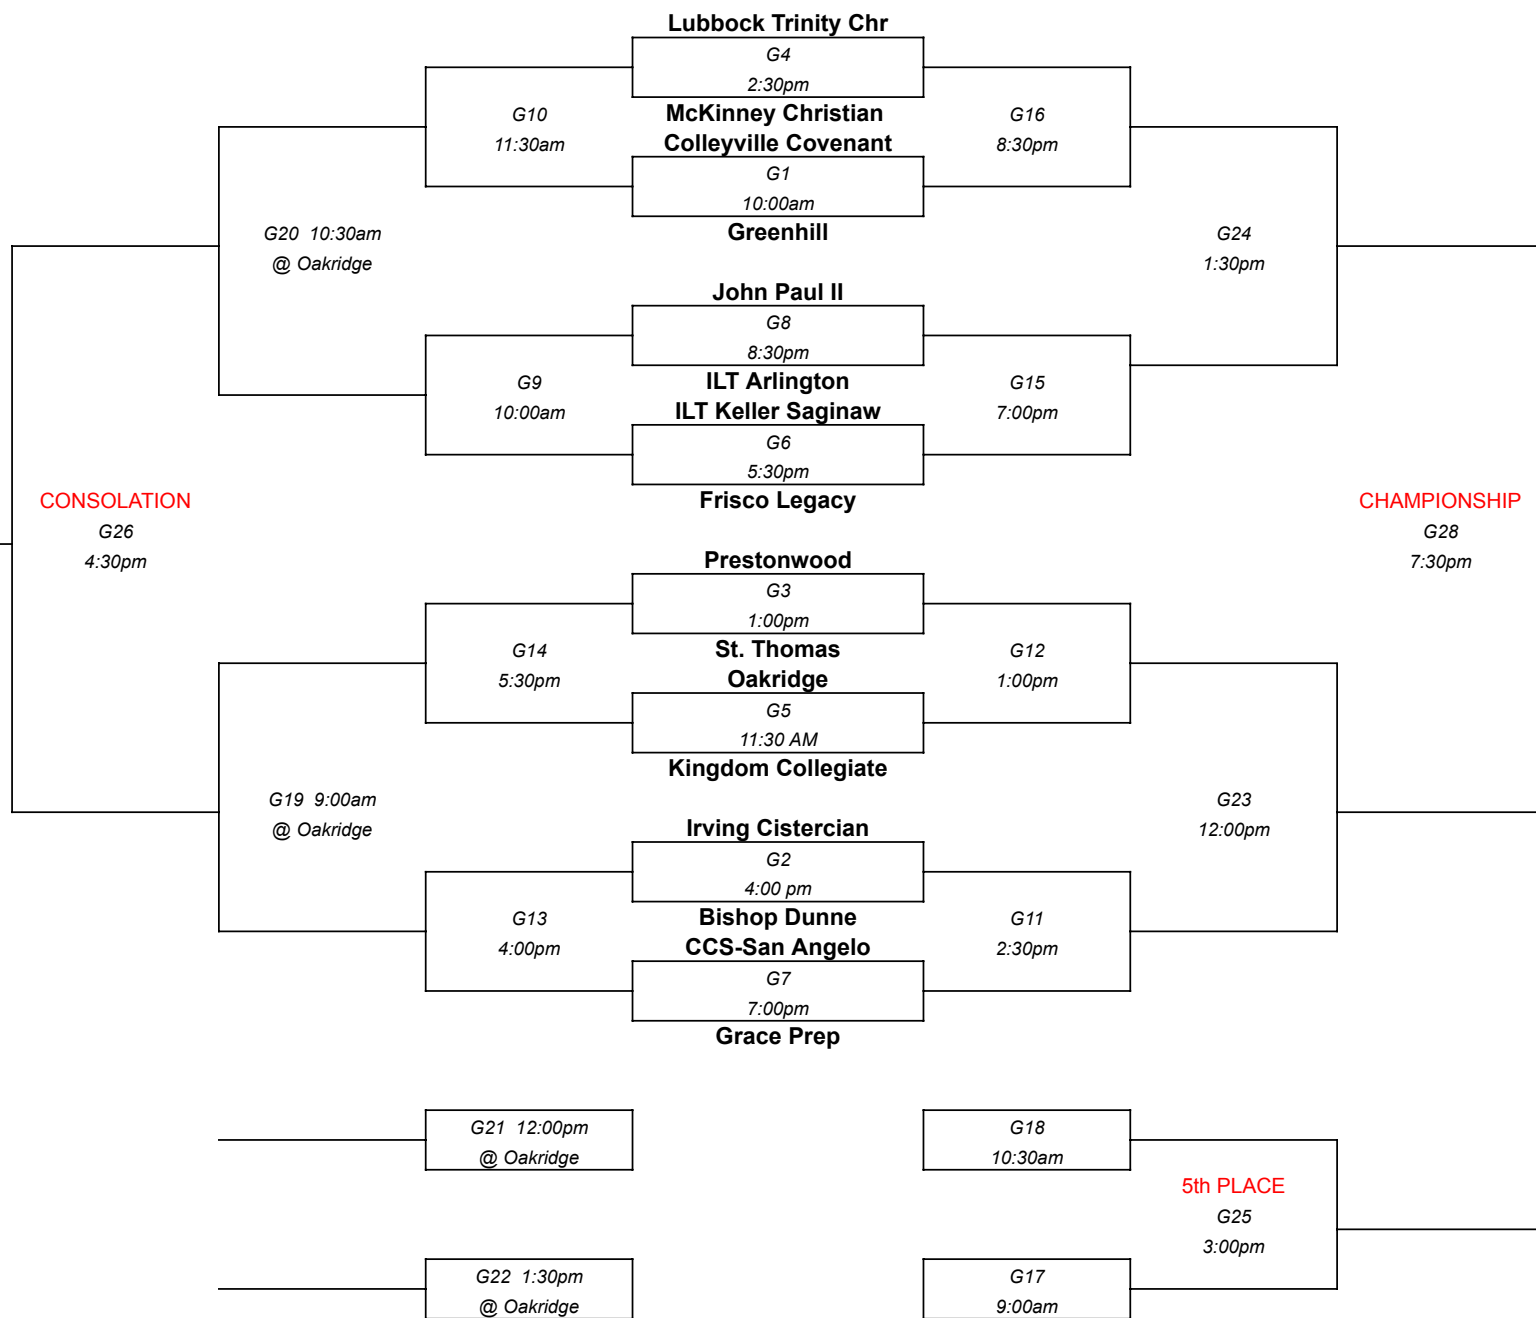 Lubbock Trinity Chr
G4
2:30pm
G10
McKinney Christian
G16
11:30am
Colleyville Covenant
8:30pm
G1
10:00am
G20 10:30am
Greenhill
G24
@ Oakridge
1:30pm
John Paul II
G8
8:30pm
G9
ILT Arlington
G15
10:00am
ILT Keller Saginaw
7:00pm
G6
5:30pm
CONSOLATION
Frisco Legacy
CHAMPIONSHIP
G26
G28
4:30pm
Prestonwood
7:30pm
G3
1:00pm
G14
St. Thomas
G12
5:30pm
Oakridge
1:00pm
G5
11:30 AM
Kingdom Collegiate
G19 9:00am
G23
@ Oakridge
Irving Cistercian
12:00pm
G2
4:00 pm
G13
Bishop Dunne
G11
4:00pm
CCS-San Angelo
2:30pm
G7
7:00pm
Grace Prep
G21 12:00pm
G18
@ Oakridge
10:30am
5th PLACE
G25
3:00pm
G22 1:30pm
G17
@ Oakridge
9:00am